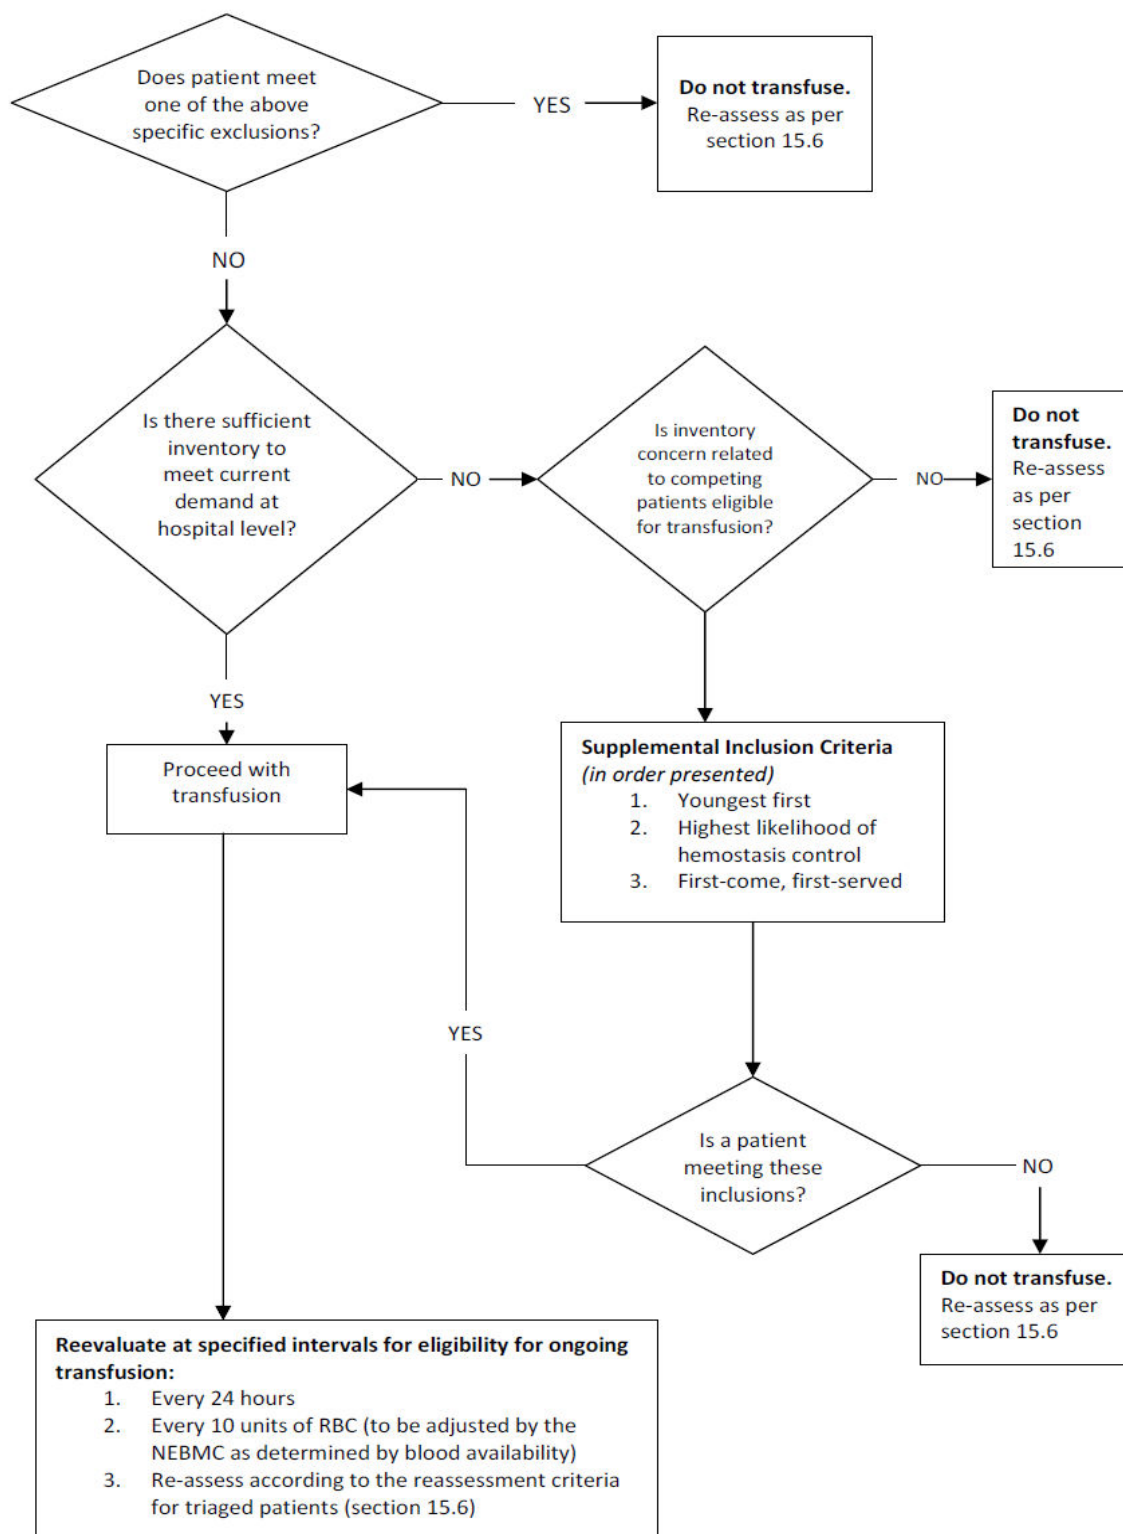 Does patient meet
one of the above
specific exclusions?
YES
Do not transfuse.
Re-assess as per
section 15.6
NO
Is there sufficient
inventory to
meet current
demand at
hospital level?
NO
Is inventory
concern related
to competing
patients eligible
for transfusion?
NO
Do not
transfuse.
Re-assess
as per
section
15.6
YES
Proceed with
transfusion
Supplemental Inclusion Criteria
(in order presented)
1. Youngest first
2. Highest likelihood of
hemostasis control
3. First-come, first-served
YES
Is a patient
meeting these
inclusions?
NO
Do not transfuse.
Re-assess as per
section 15.6
Reevaluate at specified intervals for eligibility for ongoing
transfusion:
1. Every 24 hours
2. Every 10 units of RBC (to be adjusted by the
NEBMC as determined by blood availability)
3. Re-assess according to the reassessment criteria
for triaged patients (section 15.6)